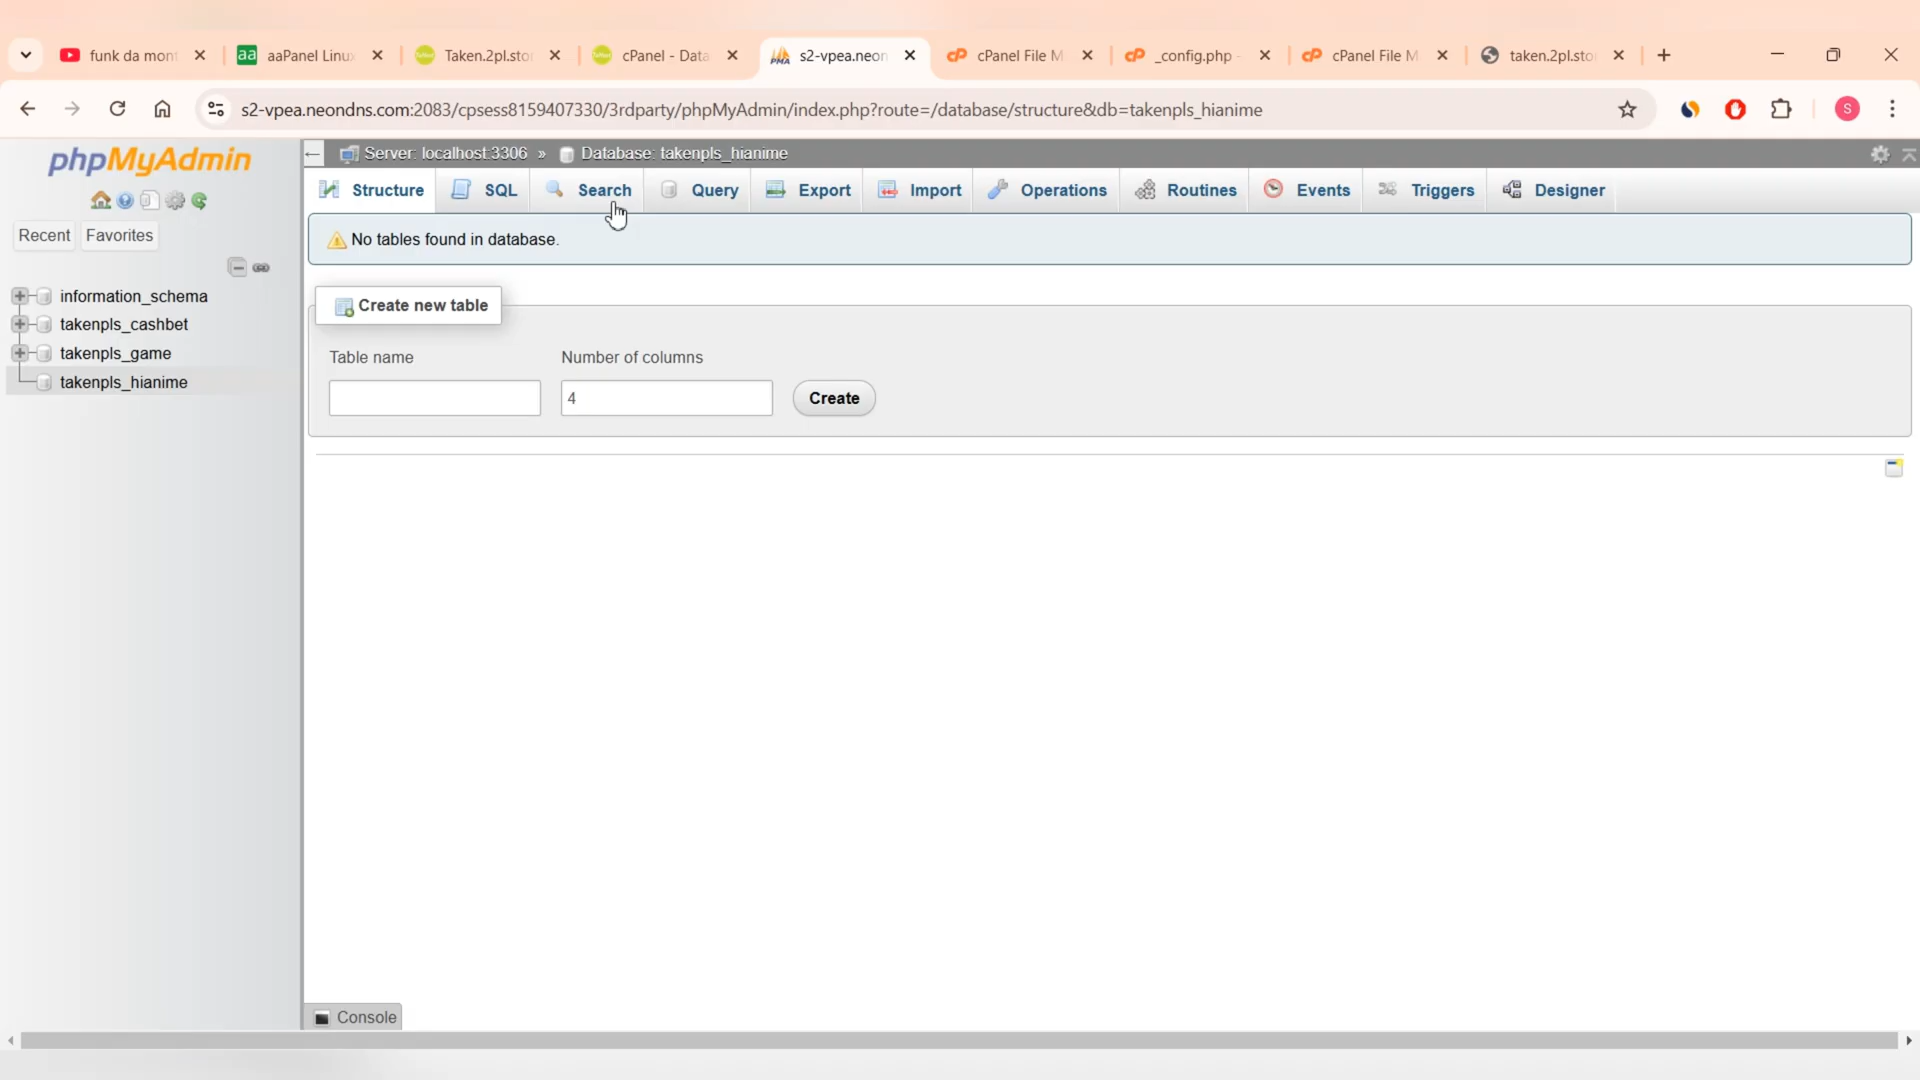 funk da mont
aaPanel Linu
Taken.2pl.sto
cPanel - Data
s2-vpea.neon
cPanel File M
_config.php -
cPanel File M
taken.2pl.sto
s2-vpea.neondns.com:2083/cpsess8159407330/3rdparty/phpMyAdmin/index.php?route=/database/structure&db=takenpls_hianime
S
phpMyAdmin
Recent Favorites
information_schema
takenpls_cashbet
takenpls_game
takenpls_hianime
Server: localhost:3306 » Database: takenpls_hianime
Structure SQL Search Query Export Import Operations Routines Events Triggers Designer
No tables found in database.
Create new table
Table name Number of columns
4 Create
Console